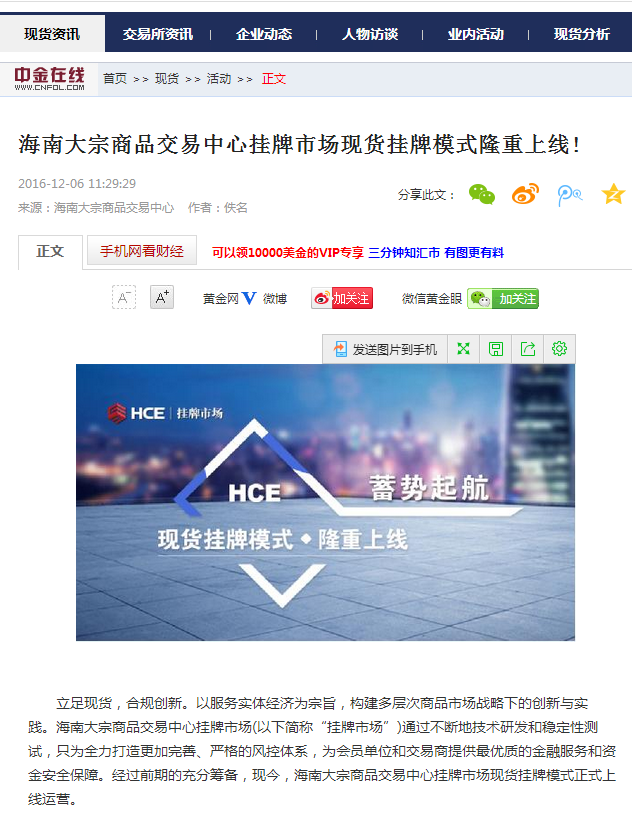 现货资讯 交易所资讯 | 企业动态 | 人物访谈 | 业内活动 | 现货分析
中金在线
WWW.CNFOL.COM
首页 >> 现货 >> 活动 >> 正文
海南大宗商品交易中心挂牌市场现货挂牌模式隆重上线!
2016-12-06 11:29:29
来源：海南大宗商品交易中心 作者：佚名
分享此文：
正文 手机网看财经 可以领10000美金的VIP专享 三分钟知汇市 有图更有料
A- A+ 黄金网V微博 加关注 微信黄金眼 加关注
发送图片到手机
HCE | 挂牌市场
HCE
蓄势起航
现货挂牌模式◆隆重上线
立足现货，合规创新。以服务实体经济为宗旨，构建多层次商品市场战略下的创新与实
践。海南大宗商品交易中心挂牌市场(以下简称“挂牌市场”)通过不断地技术研发和稳定性测
试，只为全力打造更加完善、严格的风控体系，为会员单位和交易商提供最优质的金融服务和资
金安全保障。经过前期的充分筹备，现今，海南大宗商品交易中心挂牌市场现货挂牌模式正式上
线运营。